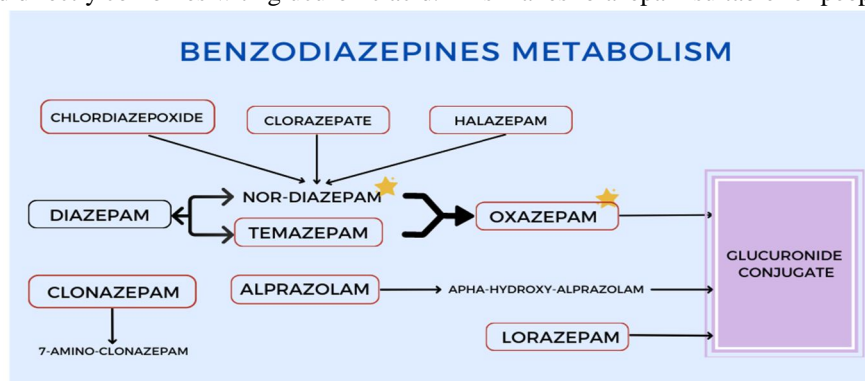 BENZODIAZEPINES METABOLISM
CHLORDIAZEPOXIDE
CLORAZEPATE
HALAZEPAM
NOR-DIAZEPAM
DIAZEPAM
TEMAZEPAM
OXAZEPAM
GLUCURONIDE
CONJUGATE
CLONAZEPAM
ALPRAZOLAM
APHA-HYDROXY-ALPRAZOLAM
LORAZEPAM
7-AMINO-CLONAZEPAM